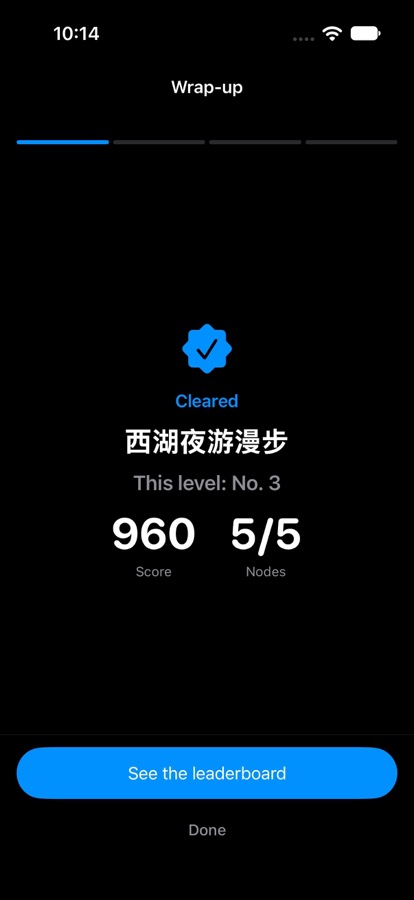 10:14
Wrap-up
Cleared
西湖夜游漫步
This level: No. 3
960 5/5
Score Nodes
See the leaderboard
Done